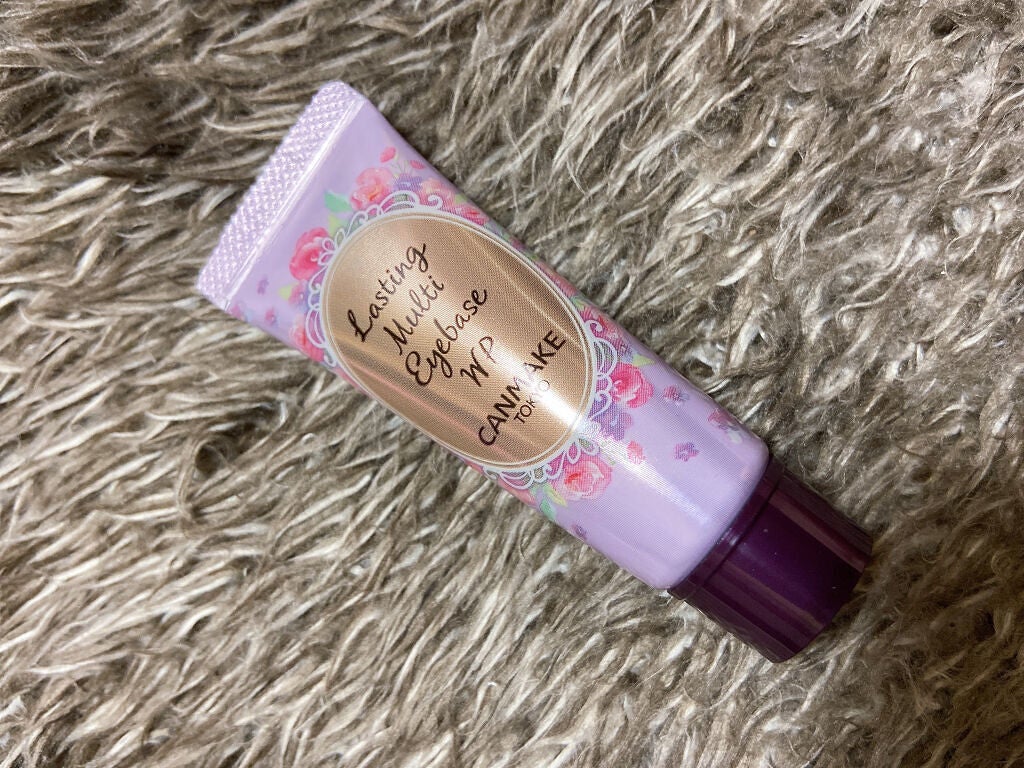 Lasting
Multi
Eyebase
WP
CANMAKE
TOKYO